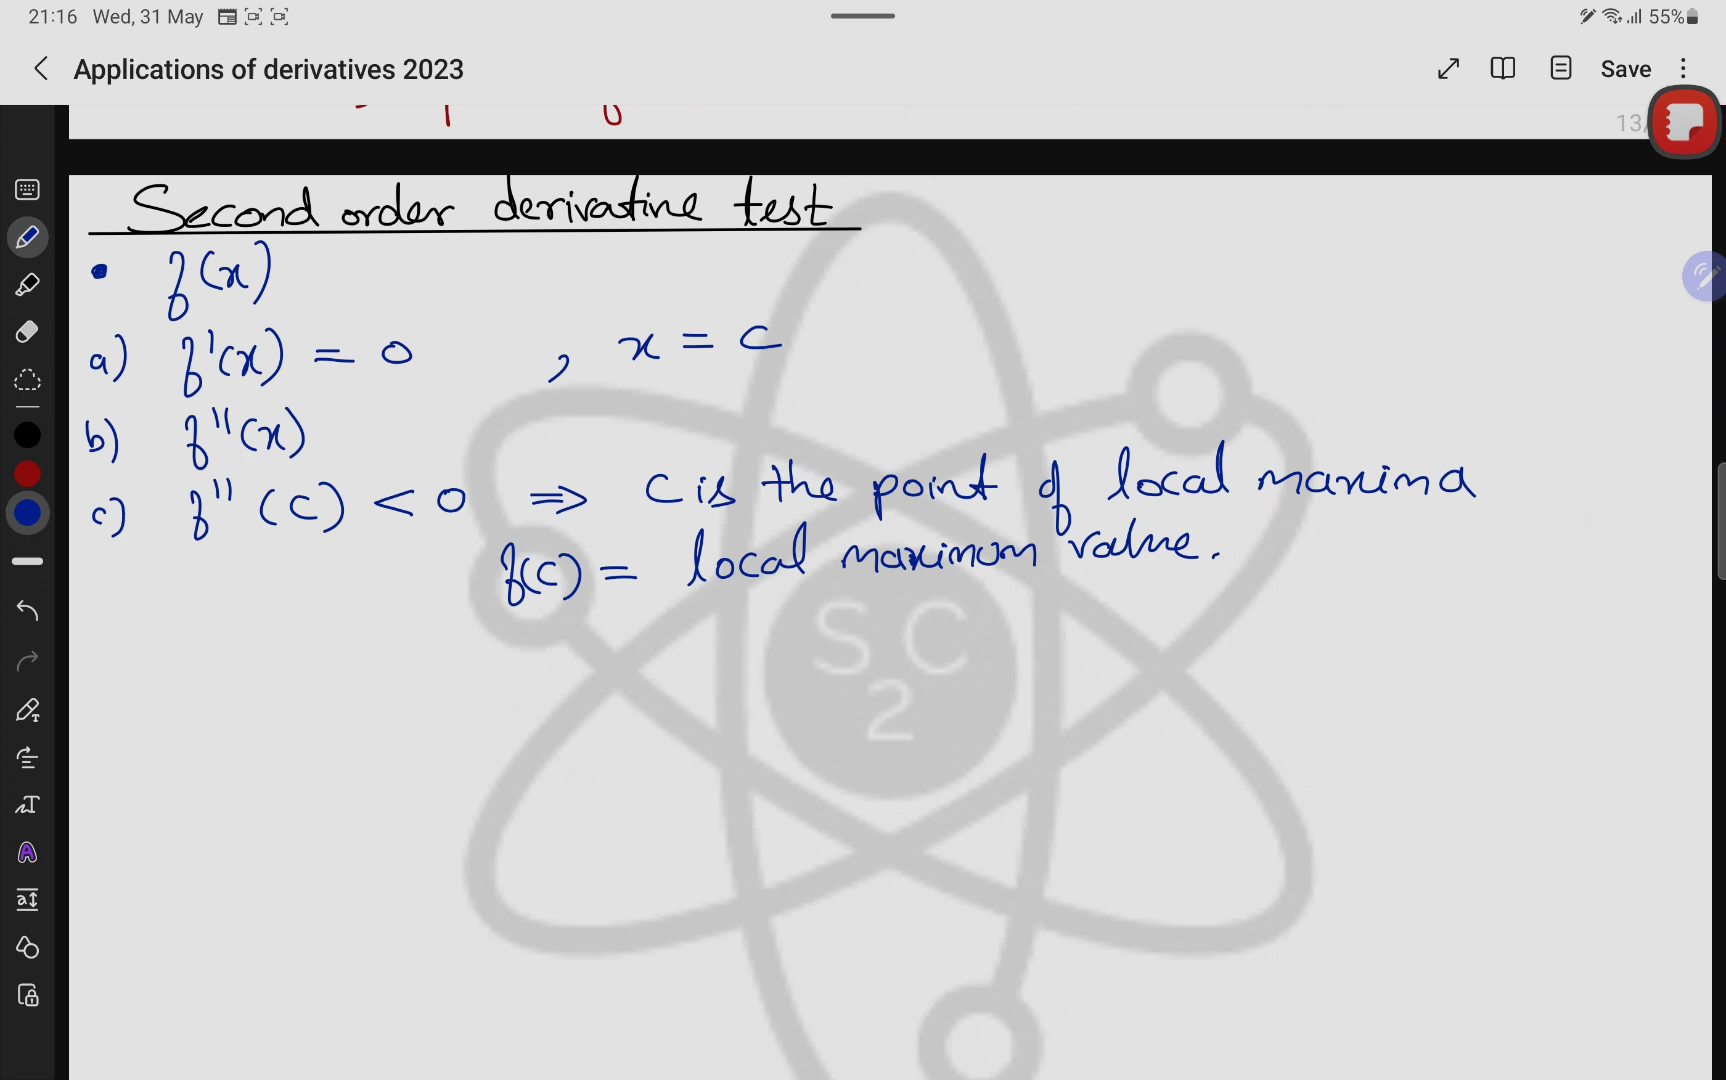 21:16 Wed, 31 May 55%
Applications of derivatives 2023 Save
13/
Second order derivative test
• f(x)
a) f'(x) = 0 , x = c
b) f''(x)
c) f''(c) < 0 ⇒ c is the point of local maxima
f(c) = local maximum value.
S C
2